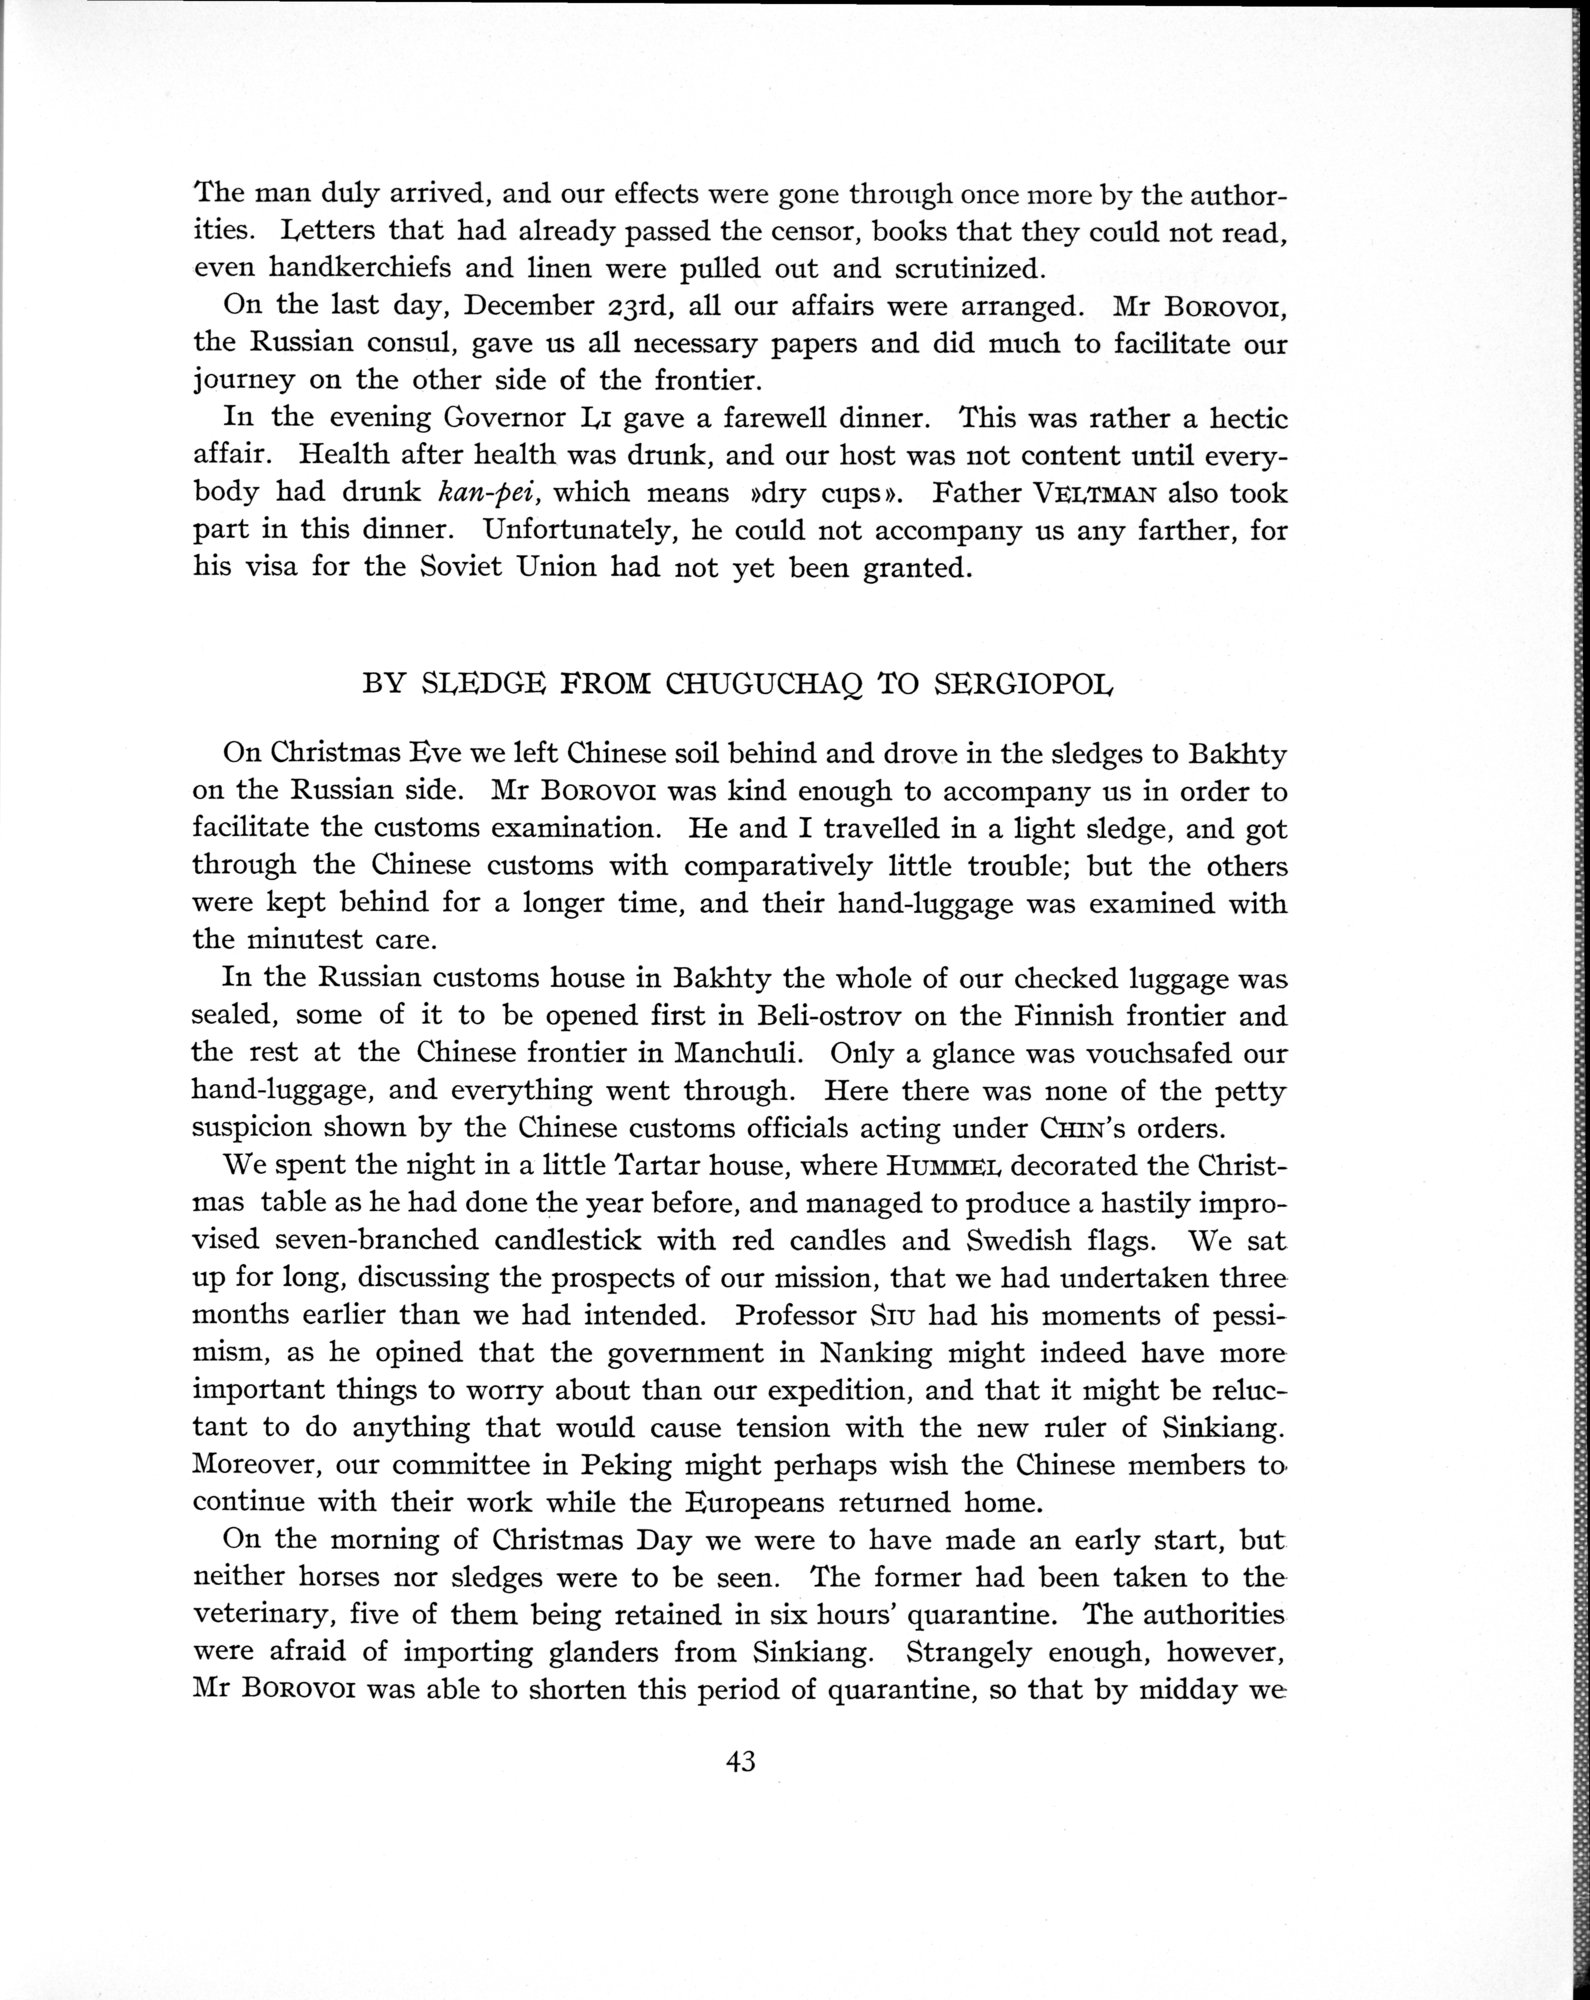 The man duly arrived, and our effects were gone through once more by the author-
ities. Letters that had already passed the censor, books that they could not read,
even handkerchiefs and linen were pulled out and scrutinized.
On the last day, December 23rd, all our affairs were arranged. Mr BOROVOI,
the Russian consul, gave us all necessary papers and did much to facilitate our
journey on the other side of the frontier.
In the evening Governor LI gave a farewell dinner. This was rather a hectic
affair. Health after health was drunk, and our host was not content until every-
body had drunk kan-pei, which means »dry cups». Father VELTMAN also took
part in this dinner. Unfortunately, he could not accompany us any farther, for
his visa for the Soviet Union had not yet been granted.
BY SLEDGE FROM CHUGUCHAQ TO SERGIOPOL
On Christmas Eve we left Chinese soil behind and drove in the sledges to Bakhty
on the Russian side. Mr BOROVOI was kind enough to accompany us in order to
facilitate the customs examination. He and I travelled in a light sledge, and got
through the Chinese customs with comparatively little trouble; but the others
were kept behind for a longer time, and their hand-luggage was examined with
the minutest care.
In the Russian customs house in Bakhty the whole of our checked luggage was
sealed, some of it to be opened first in Beli-ostrov on the Finnish frontier and
the rest at the Chinese frontier in Manchuli. Only a glance was vouchsafed our
hand-luggage, and everything went through. Here there was none of the petty
suspicion shown by the Chinese customs officials acting under CHIN's orders.
We spent the night in a little Tartar house, where HUMMEL decorated the Christ-
mas table as he had done the year before, and managed to produce a hastily impro-
vised seven-branched candlestick with red candles and Swedish flags. We sat
up for long, discussing the prospects of our mission, that we had undertaken three
months earlier than we had intended. Professor SIU had his moments of pessi-
mism, as he opined that the government in Nanking might indeed have more
important things to worry about than our expedition, and that it might be reluc-
tant to do anything that would cause tension with the new ruler of Sinkiang.
Moreover, our committee in Peking might perhaps wish the Chinese members to
continue with their work while the Europeans returned home.
On the morning of Christmas Day we were to have made an early start, but
neither horses nor sledges were to be seen. The former had been taken to the
veterinary, five of them being retained in six hours' quarantine. The authorities
were afraid of importing glanders from Sinkiang. Strangely enough, however,
Mr BOROVOI was able to shorten this period of quarantine, so that by midday we
43